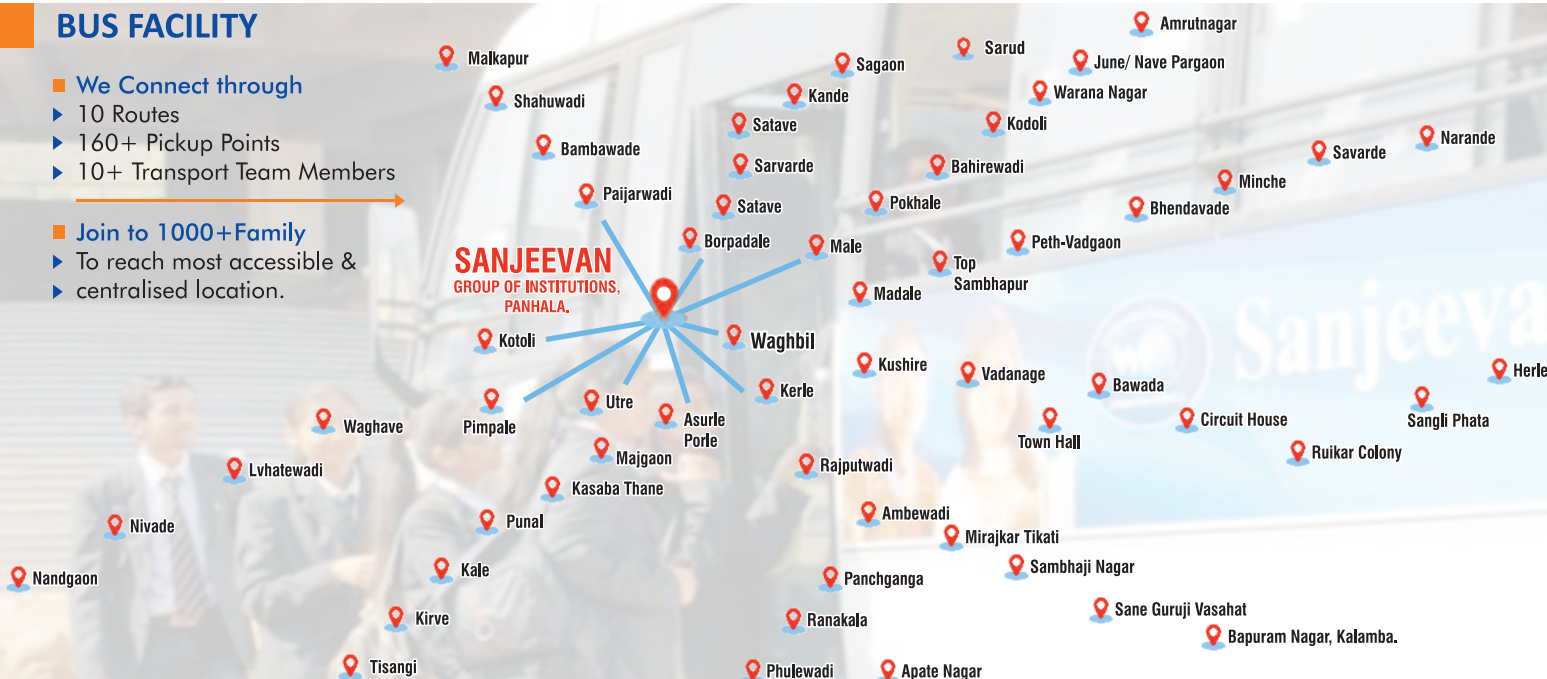 BUS FACILITY
We Connect through
10 Routes
160+ Pickup Points
10+ Transport Team Members
Join to 1000+Family
To reach most accessible &
centralised location.
SANJEEVAN
GROUP OF INSTITUTIONS,
PANHALA.
Malkapur
Shahuwadi
Bambawade
Paijarwadi
Sagaon
Kande
Satave
Sarvarde
Satave
Borpadale
Amrutnagar
Sarud
June/ Nave Pargaon
Warana Nagar
Kodoli
Bahirewadi
Pokhale
Male
Narande
Savarde
Minche
Bhendavade
Peth-Vadgaon
Top
Sambhapur
Madale
Kotoli
Waghbil
Kushire
Vadanage
Bawada
Herle
Sangli Phata
Circuit House
Town Hall
Ruikar Colony
Pimpale
Utre
Asurle
Porle
Kerle
Waghave
Lvhatewadi
Nivade
Nandgaon
Majgaon
Kasaba Thane
Punal
Kale
Kirve
Tisangi
Rajputwadi
Ambewadi
Mirajkar Tikati
Sambhaji Nagar
Sane Guruji Vasahat
Bapuram Nagar, Kalamba.
Panchganga
Ranakala
Phulewadi
Apate Nagar
Sanjeeva